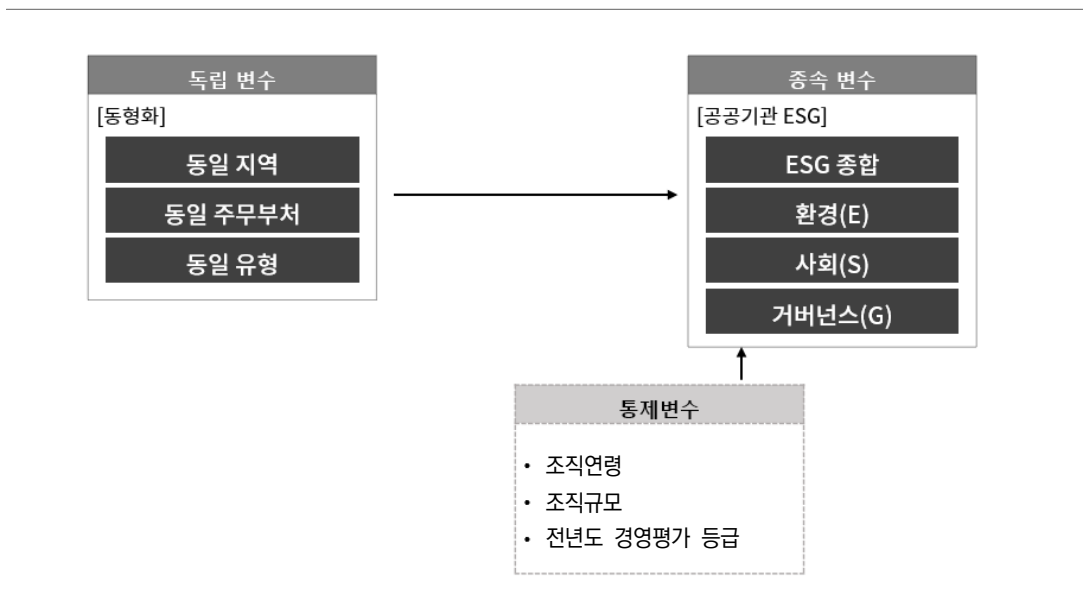 독립 변수
[동형화]
동일 지역
동일 주무부처
동일 유형
종속 변수
[공공기관 ESG]
ESG 종합
환경(E)
사회(S)
거버넌스(G)
통제변수
• 조직연령
• 조직규모
• 전년도 경영평가 등급